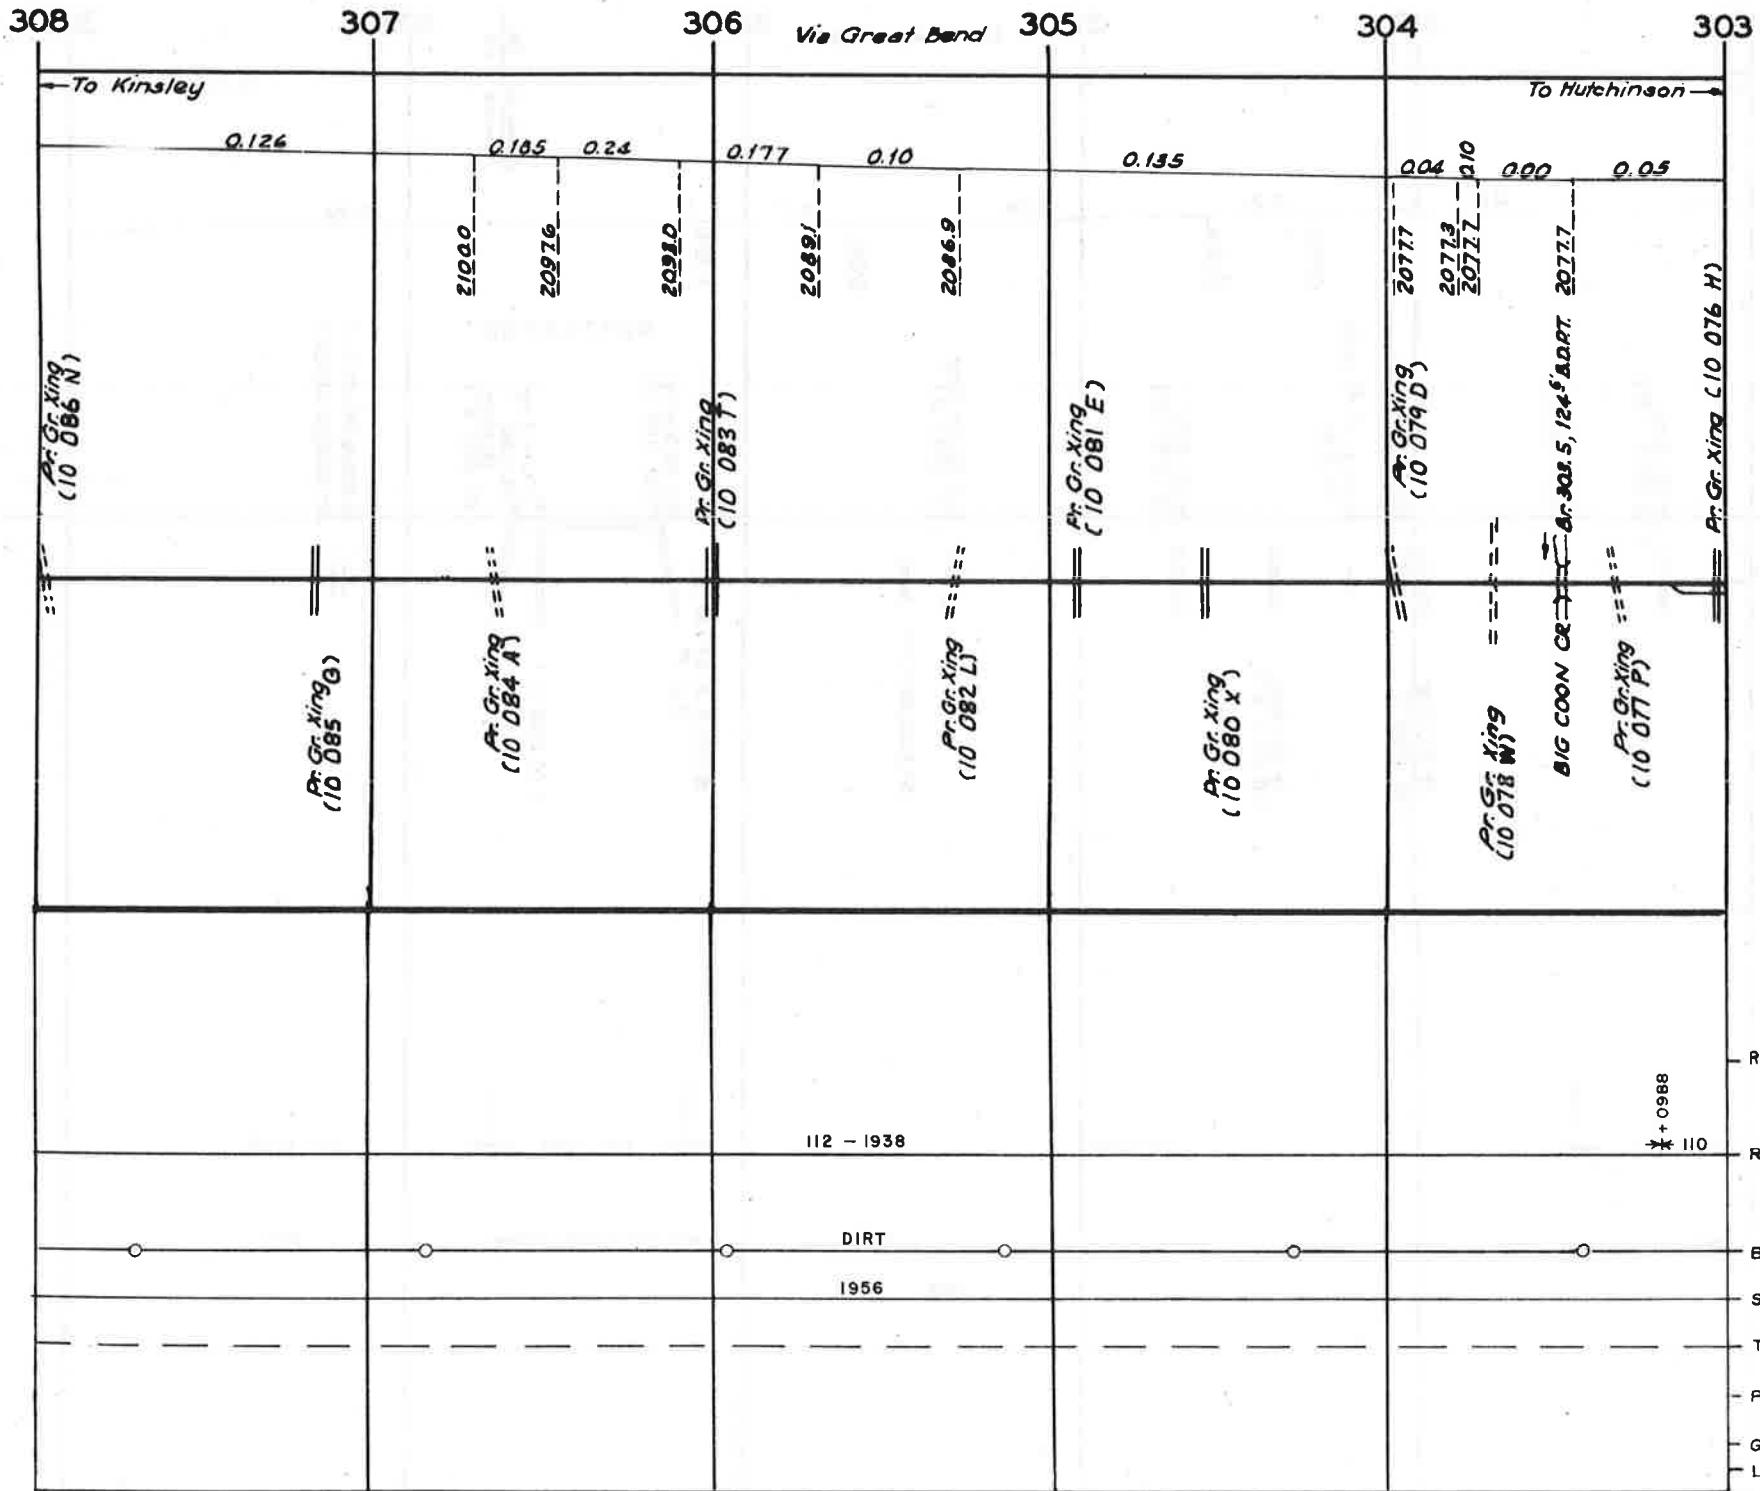 308 307 306 Via Great Bend 305 304 303
←To Kinsley To Hutchinson→
0.126 0.185 0.24 0.177 0.10 0.135 0.04 0.10 0.00 0.05
2100.0
2097.6
2093.0
2089.1
2086.9
2077.7
2077.3
2077.7
2077.7
Pr. Gr. Xing
(10 086 N)
Pr. Gr. Xing
(10 085 G)
Pr. Gr. Xing
(10 084 A)
Pr. Gr. Xing
(10 083 T)
Pr. Gr. Xing
(10 082 L)
Pr. Gr. Xing
(10 081 E)
Pr. Gr. Xing
(10 080 X)
Pr. Gr. Xing
(10 079 D)
Pr. Gr. Xing
(10 078 W)
BIG COON CR. Br. 303.5, 124⁵' B.D.P.T.
Pr. Gr. Xing
(10 077 P)
Pr. Gr. Xing (10 076 H)
R
+0988
112 - 1938 110 R
DIRT B
1956 S
T
P
G
L